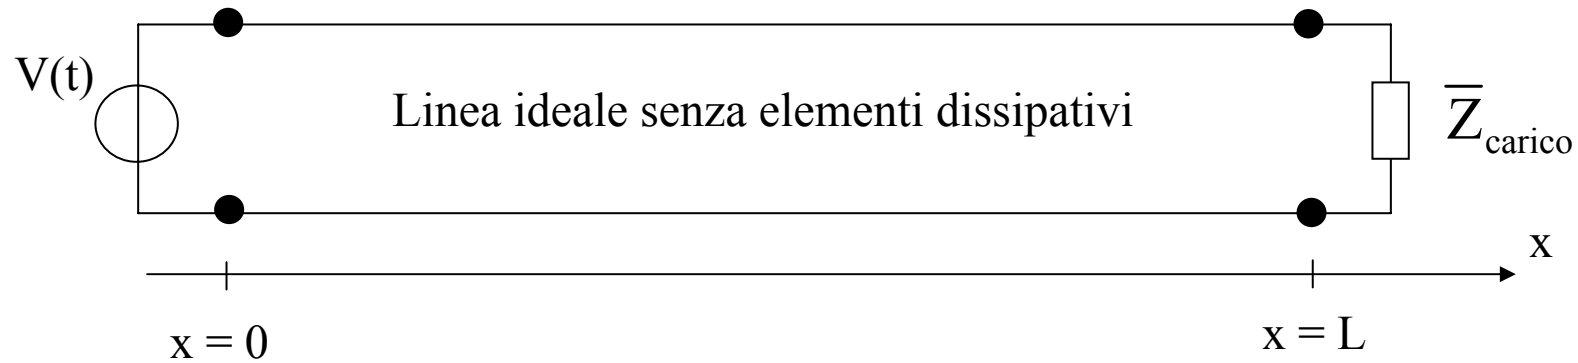 V(t)
Linea ideale senza elementi dissipativi
Z̅carico
x
x = 0
x = L